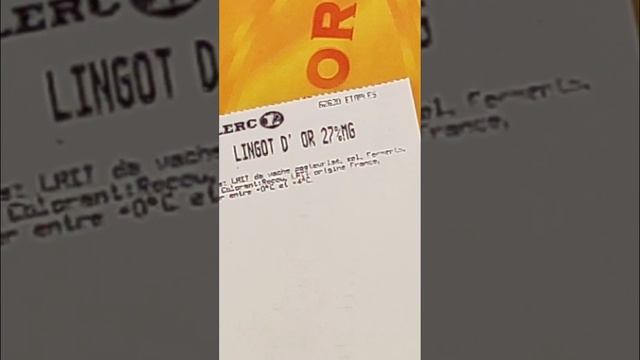 OR
ETAPLES
LERC
LINGOT D' OR 27%MG
LAIT de vache pasteurisé, sel, Ferments,
Colorant:Rocou, LAIT origine France,
entre +0°C et +4°C.